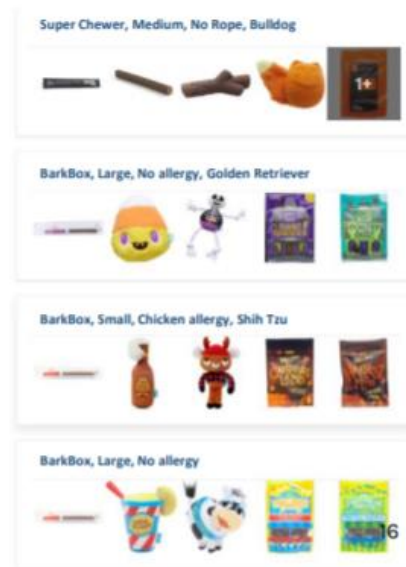 Super Chewer, Medium, No Rope, Bulldog
1+
BarkBox, Large, No allergy, Golden Retriever
BarkBox, Small, Chicken allergy, Shih Tzu
BarkBox, Large, No allergy
16